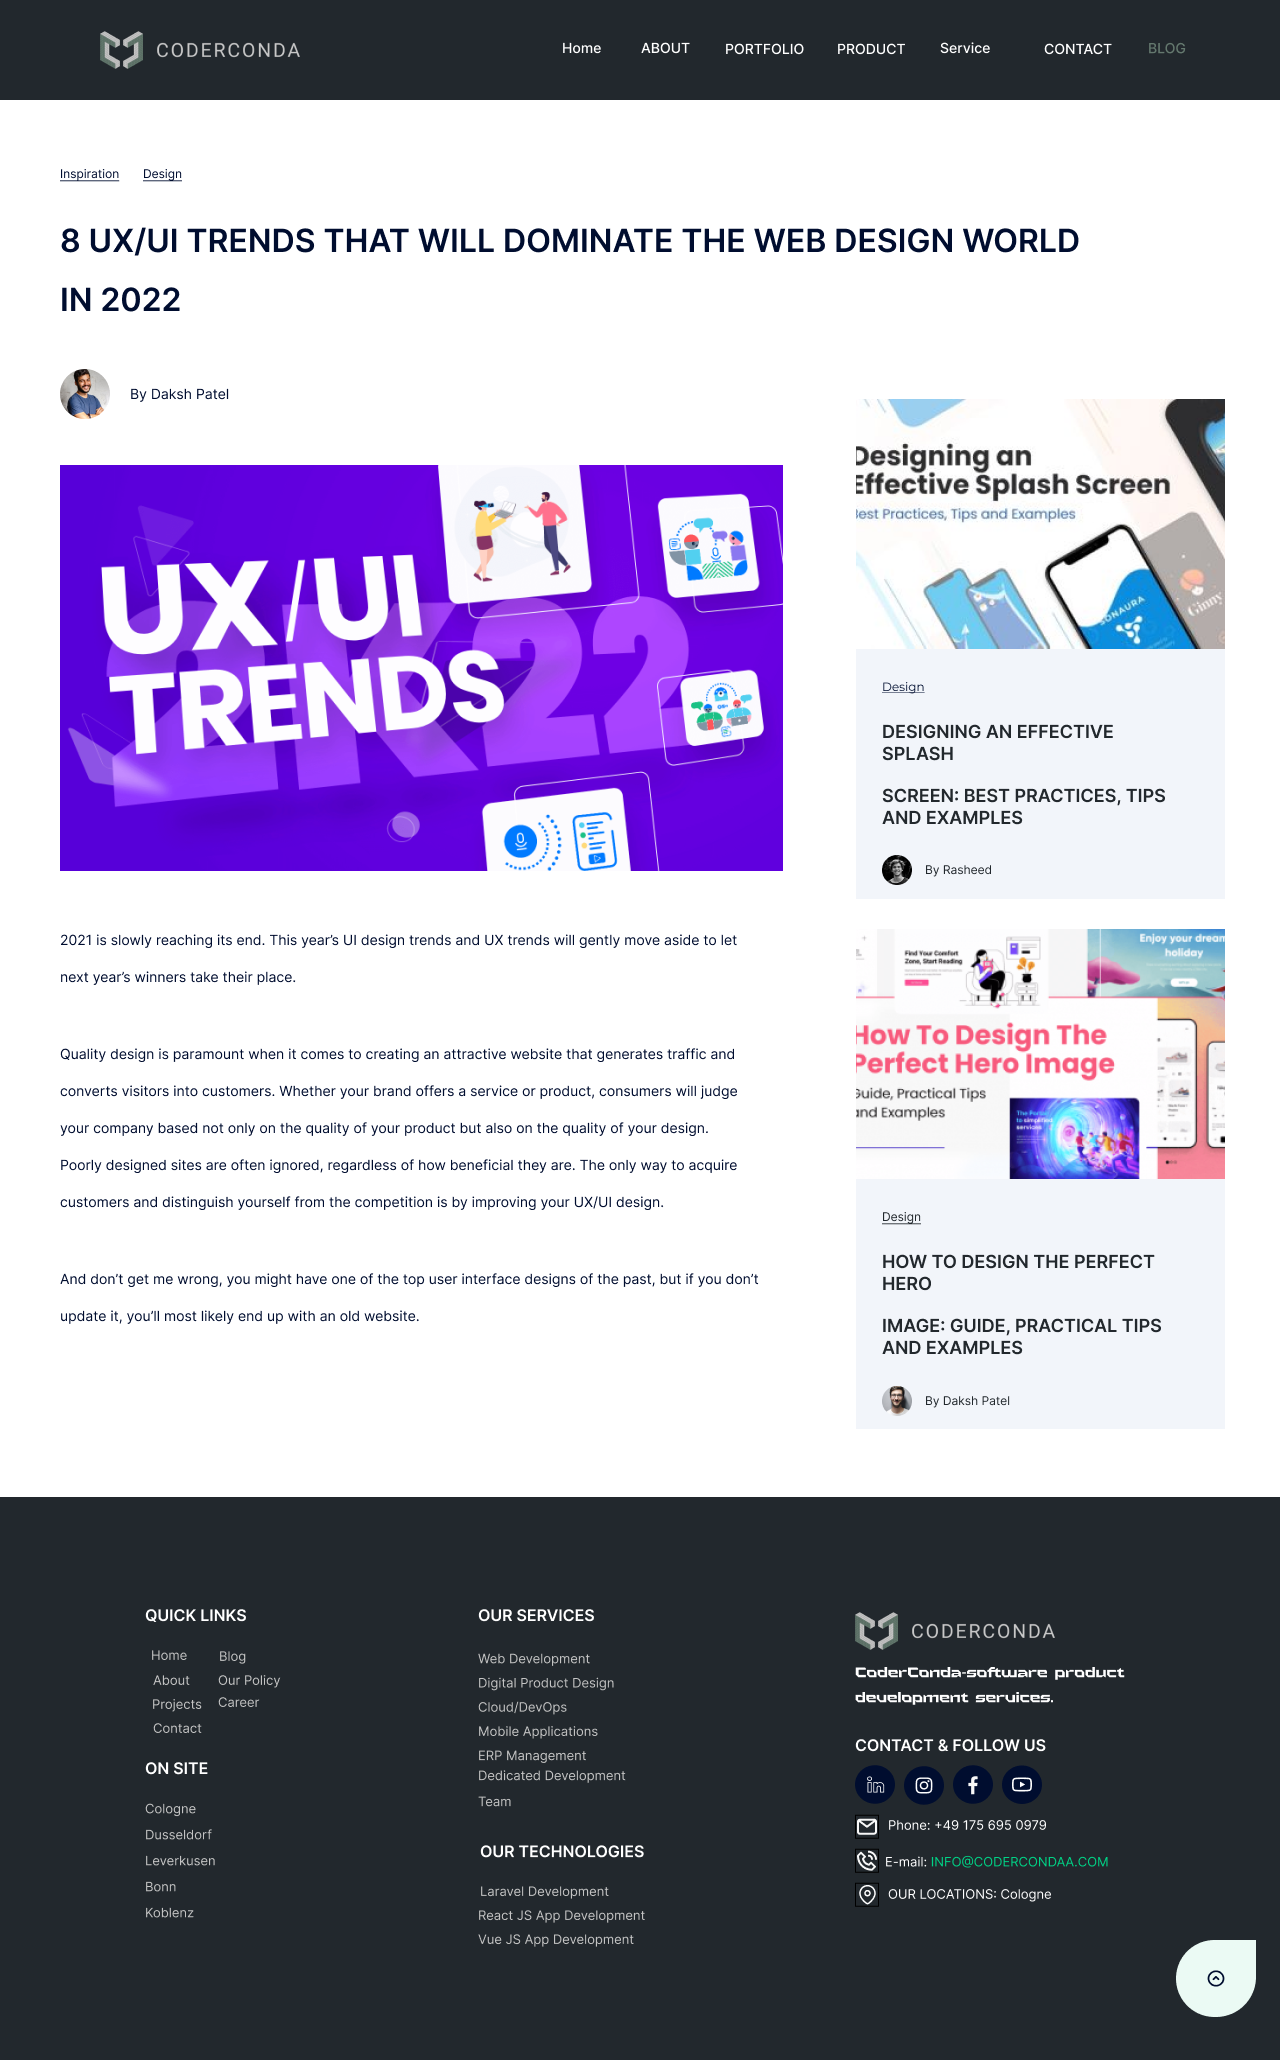 CODERCONDA
Home
ABOUT
PORTFOLIO
PRODUCT
Service
CONTACT
BLOG
Inspiration
Design
8 UX/UI TRENDS THAT WILL DOMINATE THE WEB DESIGN WORLD
IN 2022
By Daksh Patel
2K22
UX/UI
TRENDS
2021 is slowly reaching its end. This year’s UI design trends and UX trends will gently move aside to let
next year’s winners take their place.
Quality design is paramount when it comes to creating an attractive website that generates traffic and
converts visitors into customers. Whether your brand offers a service or product, consumers will judge
your company based not only on the quality of your product but also on the quality of your design.
Poorly designed sites are often ignored, regardless of how beneficial they are. The only way to acquire
customers and distinguish yourself from the competition is by improving your UX/UI design.
And don’t get me wrong, you might have one of the top user interface designs of the past, but if you don’t
update it, you’ll most likely end up with an old website.
Designing an
Effective Splash Screen
Best Practices, Tips and Examples
SONAURA
Ginny
Design
DESIGNING AN EFFECTIVE
SPLASH
SCREEN: BEST PRACTICES, TIPS
AND EXAMPLES
By Rasheed
Find Your Comfort
Zone, Start Reading
Enjoy your dream
holiday
How To Design The
Perfect Hero Image
Guide, Practical Tips
and Examples
Design
HOW TO DESIGN THE PERFECT
HERO
IMAGE: GUIDE, PRACTICAL TIPS
AND EXAMPLES
By Daksh Patel
QUICK LINKS
Home
Blog
About
Our Policy
Projects
Career
Contact
ON SITE
Cologne
Dusseldorf
Leverkusen
Bonn
Koblenz
OUR SERVICES
Web Development
Digital Product Design
Cloud/DevOps
Mobile Applications
ERP Management
Dedicated Development
Team
OUR TECHNOLOGIES
Laravel Development
React JS App Development
Vue JS App Development
CODERCONDA
CoderConda-software product
development services.
CONTACT & FOLLOW US
in
Phone: +49 175 695 0979
E-mail: INFO@CODERCONDAA.COM
OUR LOCATIONS: Cologne